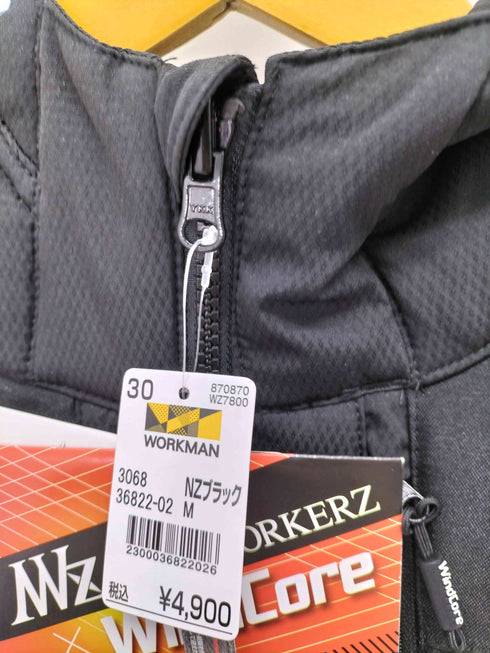 YKK
30
870870
WZ7800
WORKMAN
3068 NZブラック
36822-02 M
2300036822026
税込 ¥4,900
ORKERZ
WindCore
WindCore